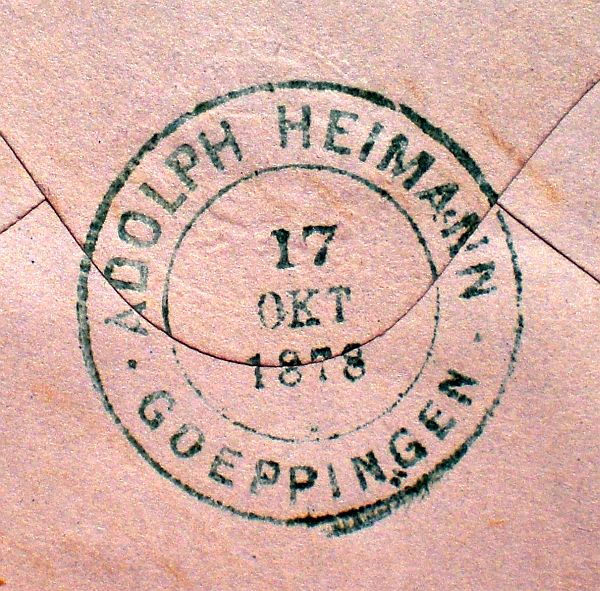 ADOLPH HEIMANN
17
OKT
1878
GOEPPINGEN